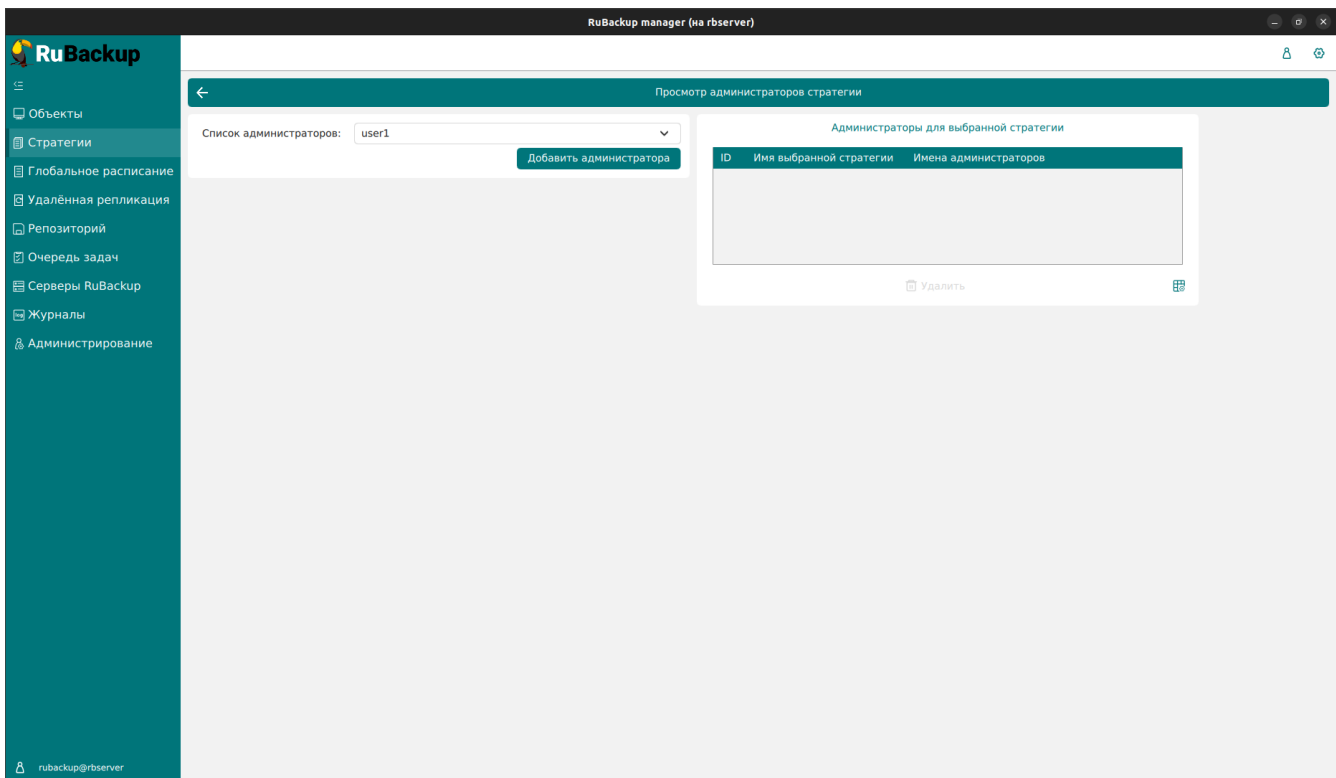 RuBackup manager (на rbserver)
RuBackup
Объекты
Стратегии
Глобальное расписание
Удалённая репликация
Репозиторий
Очередь задач
Серверы RuBackup
Журналы
Администрирование
rubackup@rbserver
Просмотр администраторов стратегии
Список администраторов: user1
Добавить администратора
Администраторы для выбранной стратегии
ID Имя выбранной стратегии Имена администраторов
Удалить